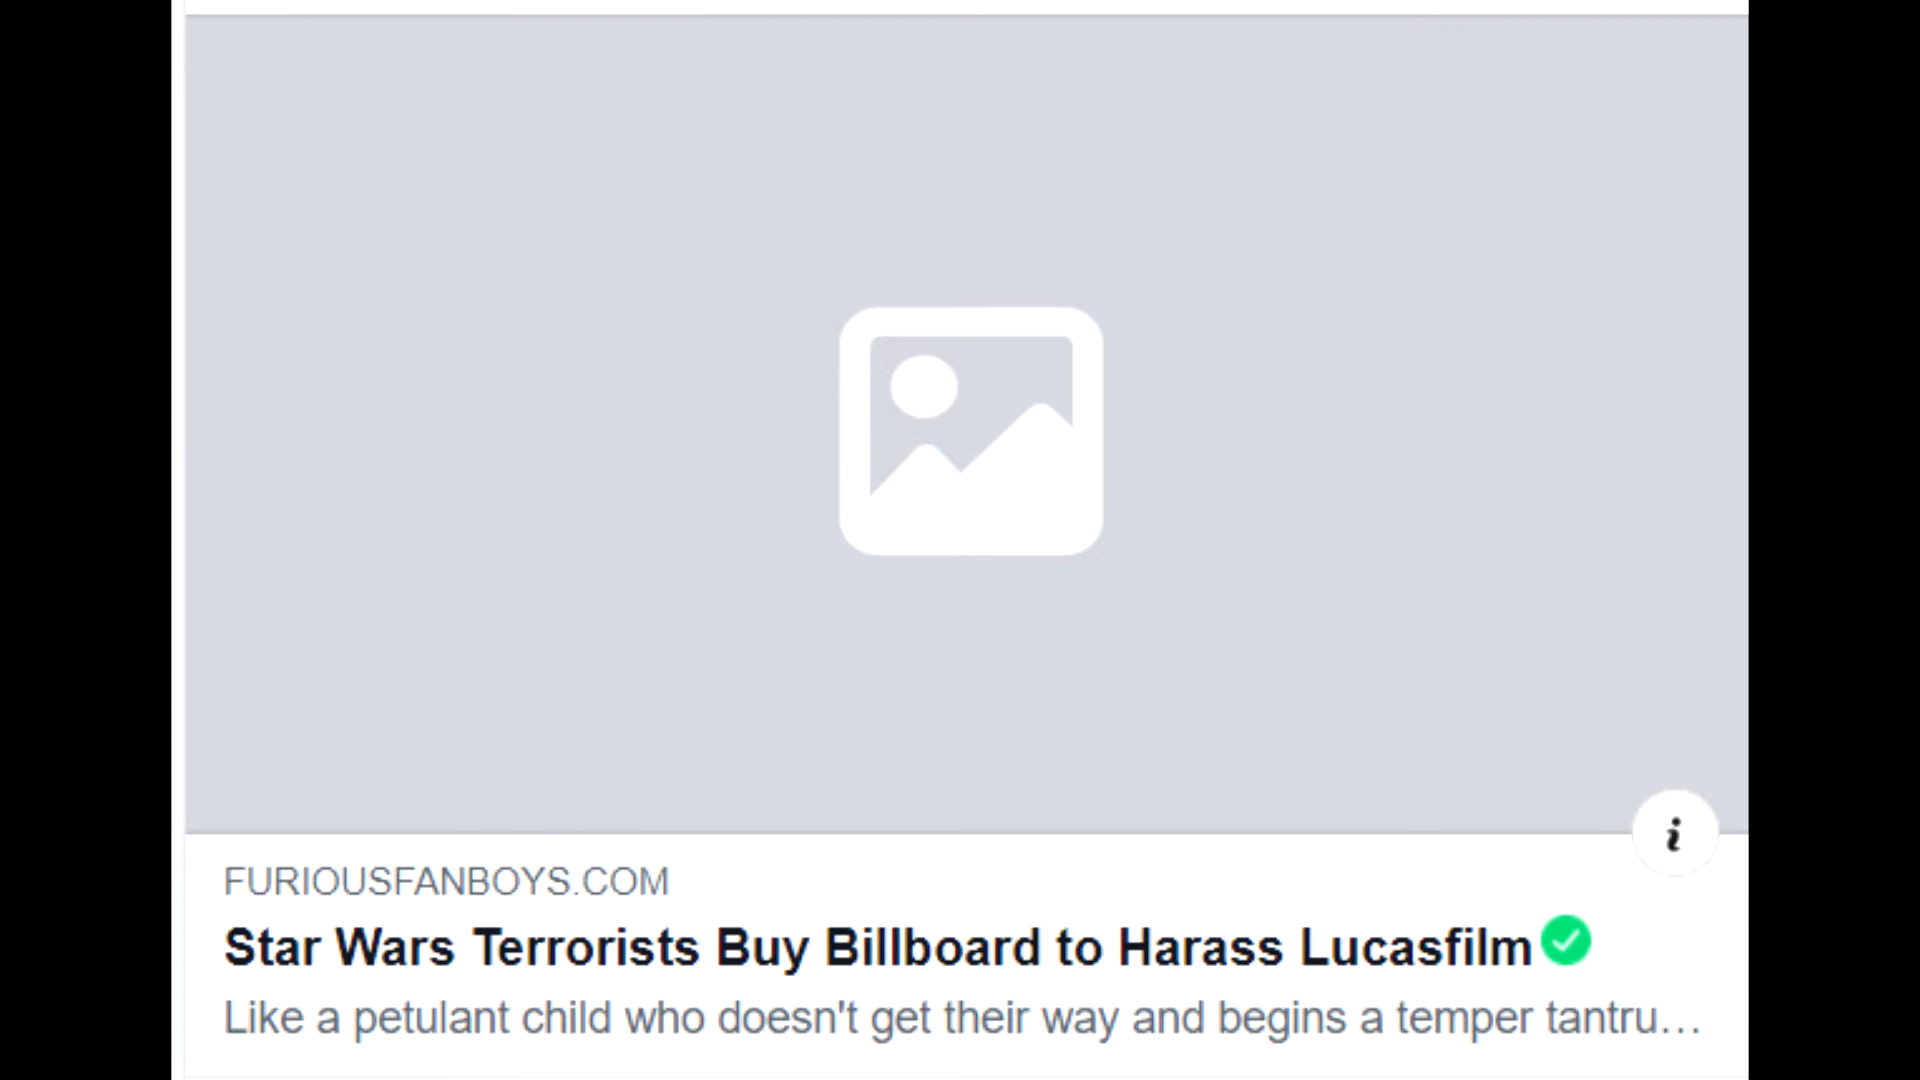 i
FURIOUSFANBOYS.COM
Star Wars Terrorists Buy Billboard to Harass Lucasfilm
Like a petulant child who doesn't get their way and begins a temper tantru...